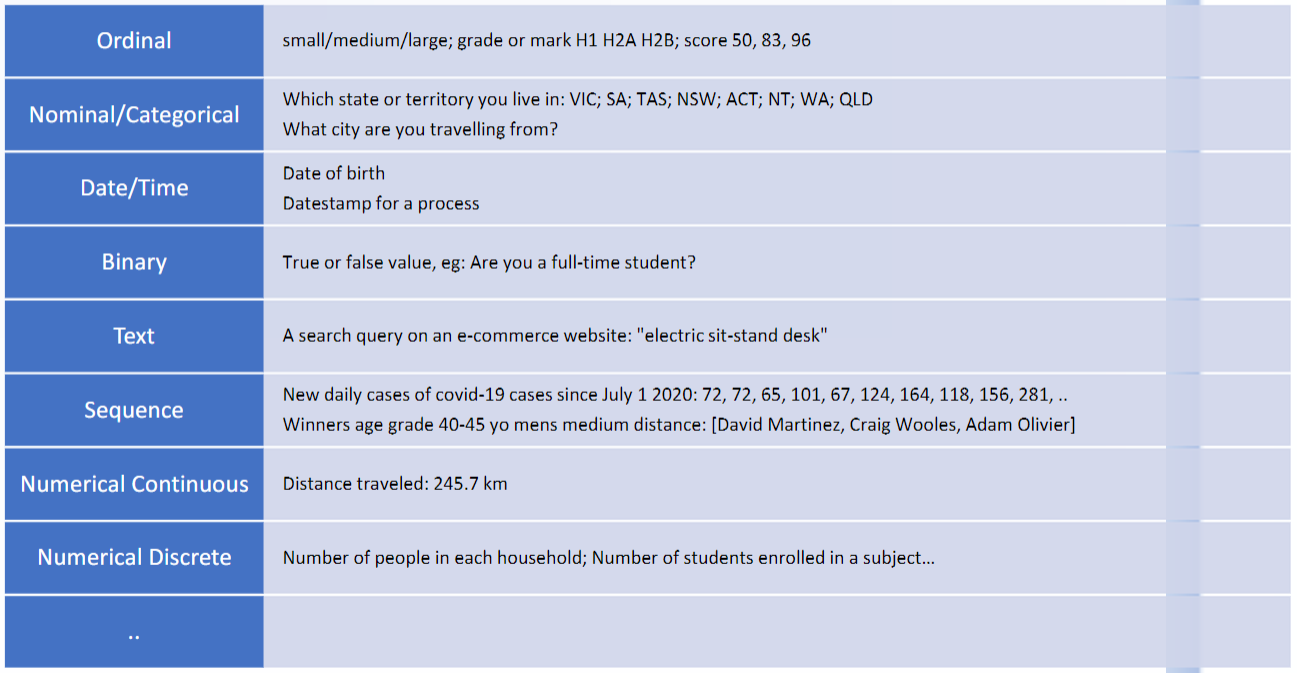 Ordinal
small/medium/large; grade or mark H1 H2A H2B; score 50, 83, 96
Nominal/Categorical
Which state or territory you live in: VIC; SA; TAS; NSW; ACT; NT; WA; QLD
What city are you travelling from?
Date/Time
Date of birth
Datestamp for a process
Binary
True or false value, eg: Are you a full-time student?
Text
A search query on an e-commerce website: "electric sit-stand desk"
Sequence
New daily cases of covid-19 cases since July 1 2020: 72, 72, 65, 101, 67, 124, 164, 118, 156, 281, ..
Winners age grade 40-45 yo mens medium distance: [David Martinez, Craig Wooles, Adam Olivier]
Numerical Continuous
Distance traveled: 245.7 km
Numerical Discrete
Number of people in each household; Number of students enrolled in a subject…
..